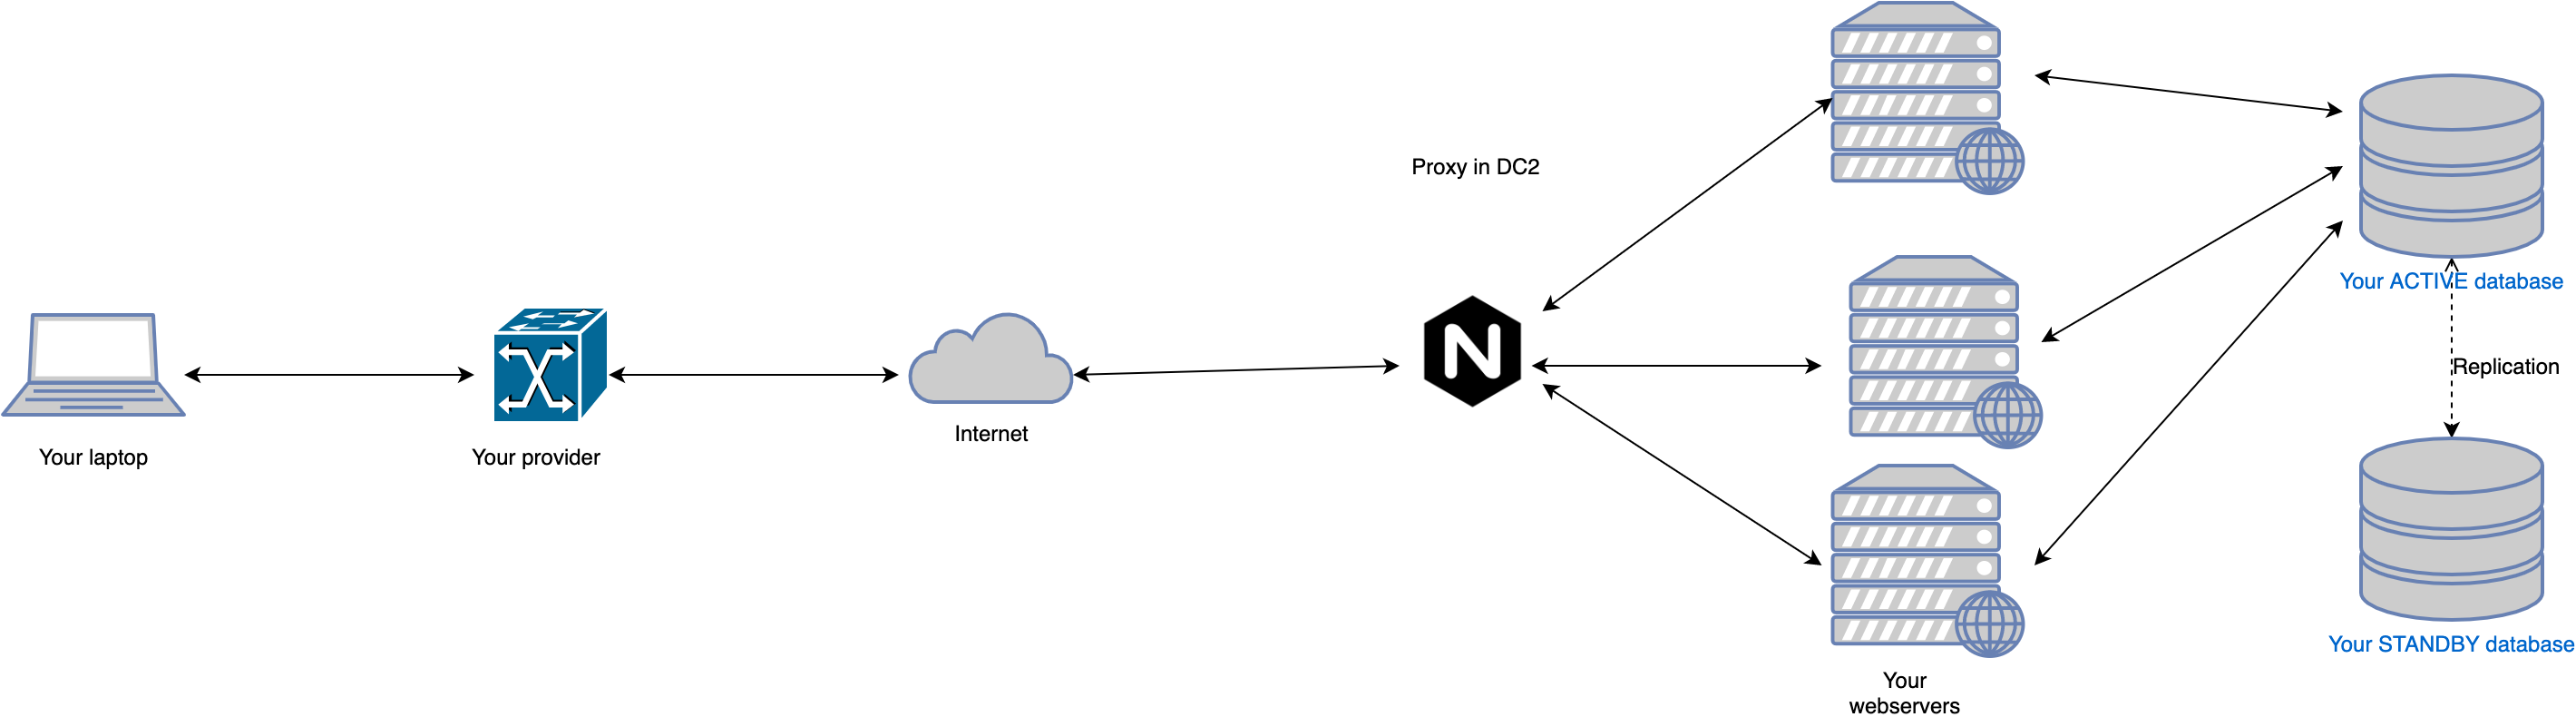 Proxy in DC2
Your ACTIVE database
Replication
Internet
Your laptop
Your provider
N
Your STANDBY database
Your
webservers